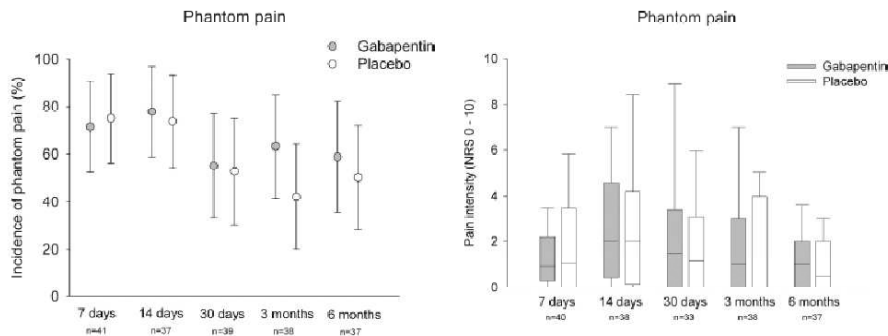 Phantom pain
Gabapentin
Placebo
Incidence of phantom pain (%)
100
80
60
40
20
0
7 days
14 days
30 days
3 months
6 months
n=41
n=37
n=39
n=38
n=37
Phantom pain
Gabapentin
Placebo
Pain intensity (NRS 0 - 10)
10
8
6
4
2
0
7 days
14 days
30 days
3 months
6 months
n=40
n=38
n=33
n=38
n=37